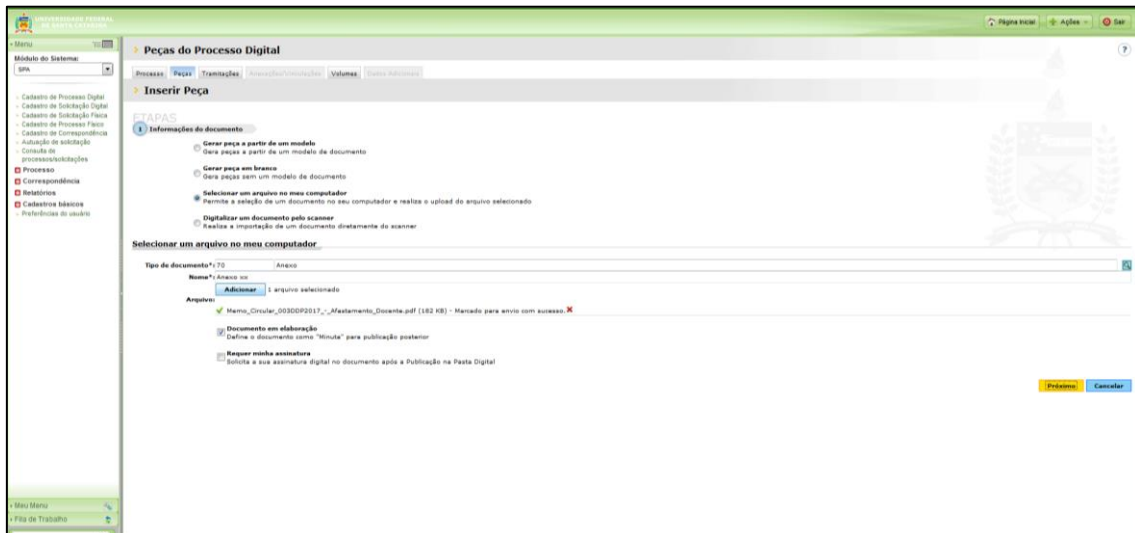 UNIVERSIDADE FEDERAL
DE SANTA CATARINA
Página Inicial
Ações
Sair
Menu
Módulo do Sistema:
SPA
Cadastro de Processo Digital
Cadastro de Solicitação Digital
Cadastro de Solicitação Física
Cadastro de Processo Físico
Cadastro de Correspondência
Autuação de solicitação
Consulta de
processos/solicitações
Processo
Correspondência
Relatórios
Cadastros básicos
Preferências do usuário
Meu Menu
Fila de Trabalho
Peças do Processo Digital
?
Processo Peças Tramitações Volumes Dados Adicionais
Inserir Peça
ETAPAS
1 Informações do documento
Gerar peça a partir de um modelo
Gera peças a partir de um modelo de documento
Gerar peça em branco
Gera peças sem um modelo de documento
Selecionar um arquivo no meu computador
Permite a seleção de um documento no seu computador e realiza o upload do arquivo selecionado
Digitalizar um documento pelo scanner
Realiza a importação de um documento diretamente do scanner
Selecionar um arquivo no meu computador
Tipo de documento*: 70 Anexo
Nome*: Anexo xx
Adicionar 1 arquivo selecionado
Arquivo:
Memo_Circular_003DDP2017_-_Afastamento_Docente.pdf (182 KB) - Marcado para envio com sucesso.
Documento em elaboração
Define o documento como "Minuta" para publicação posterior
Requer minha assinatura
Solicita a sua assinatura digital no documento após a Publicação na Pasta Digital
Próximo Cancelar